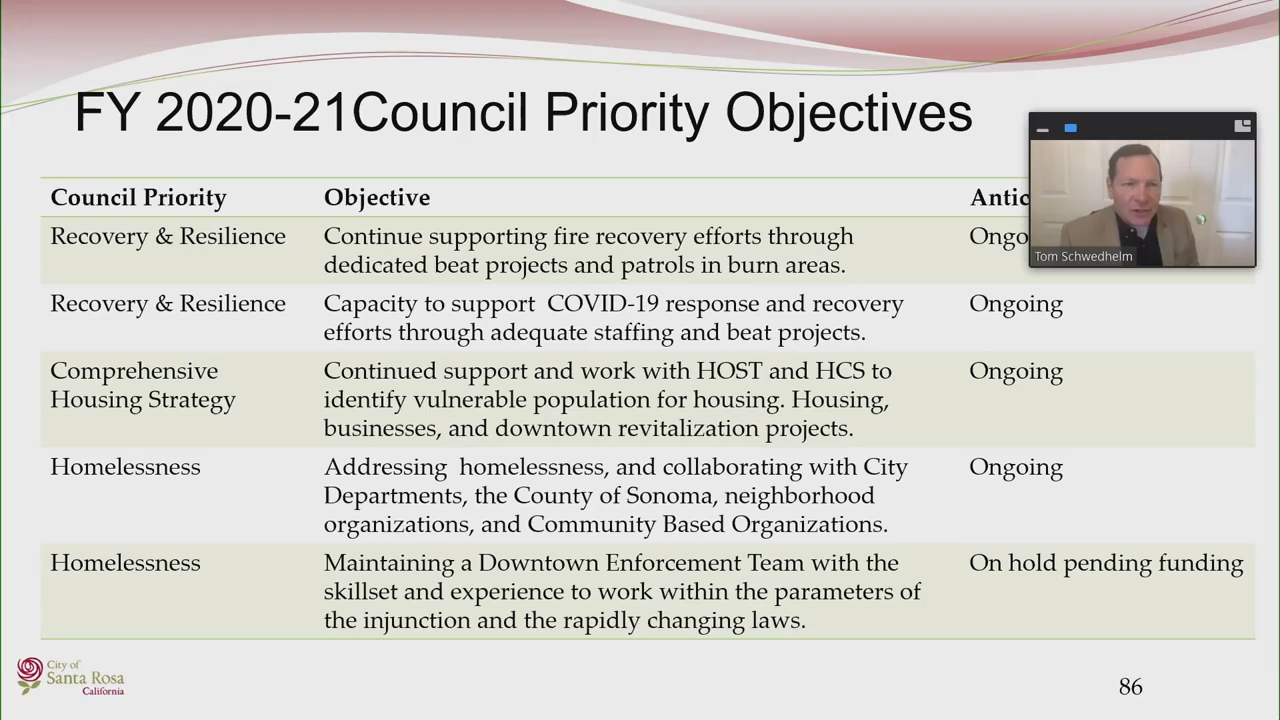 FY 2020-21Council Priority Objectives
Council Priority
Objective
Recovery & Resilience
Continue supporting fire recovery efforts through
dedicated beat projects and patrols in burn areas.
Recovery & Resilience
Capacity to support  COVID-19 response and recovery
efforts through adequate staffing and beat projects.
Ongoing
Comprehensive
Housing Strategy
Continued support and work with HOST and HCS to
identify vulnerable population for housing. Housing,
businesses, and downtown revitalization projects.
Ongoing
Homelessness
Addressing  homelessness, and collaborating with City
Departments, the County of Sonoma, neighborhood
organizations, and Community Based Organizations.
Ongoing
Homelessness
Maintaining a Downtown Enforcement Team with the
skillset and experience to work within the parameters of
the injunction and the rapidly changing laws.
On hold pending funding
Tom Schwedhelm
City of
Santa Rosa
California
86